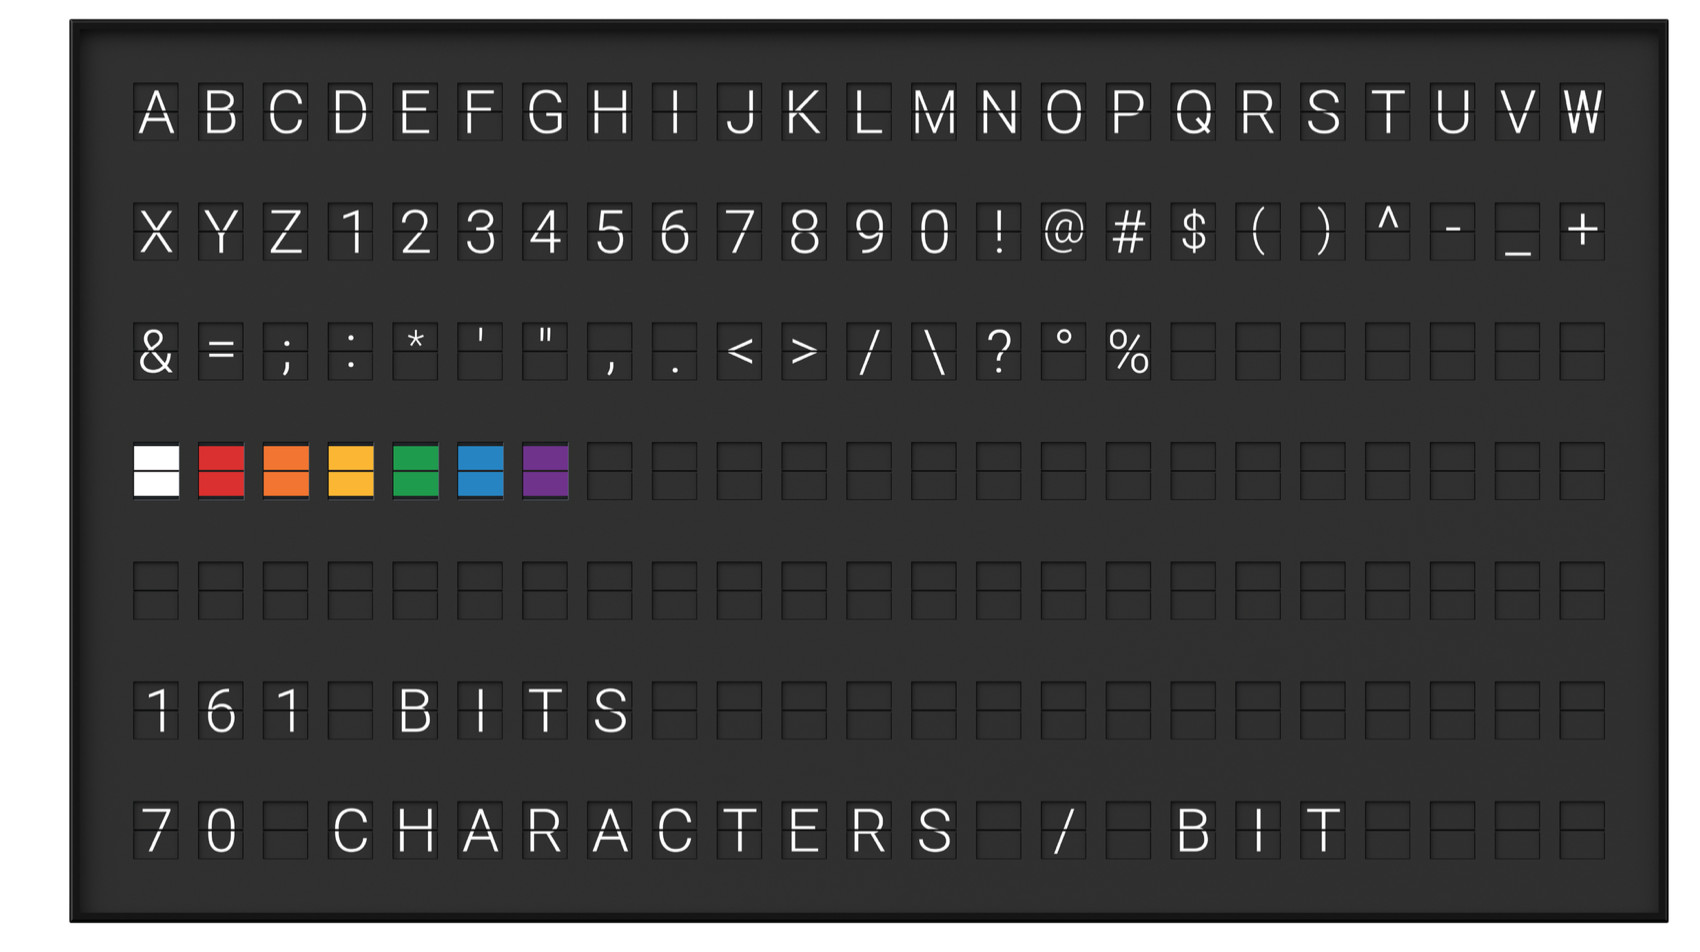 A B C D E F G H I J K L M N O P Q R S T U V W
X Y Z 1 2 3 4 5 6 7 8 9 0 ! @ # $ ( ) ^ - _ +
& = ; : * ' " , . < > / \ ? ° %
161 BITS
70 CHARACTERS / BIT